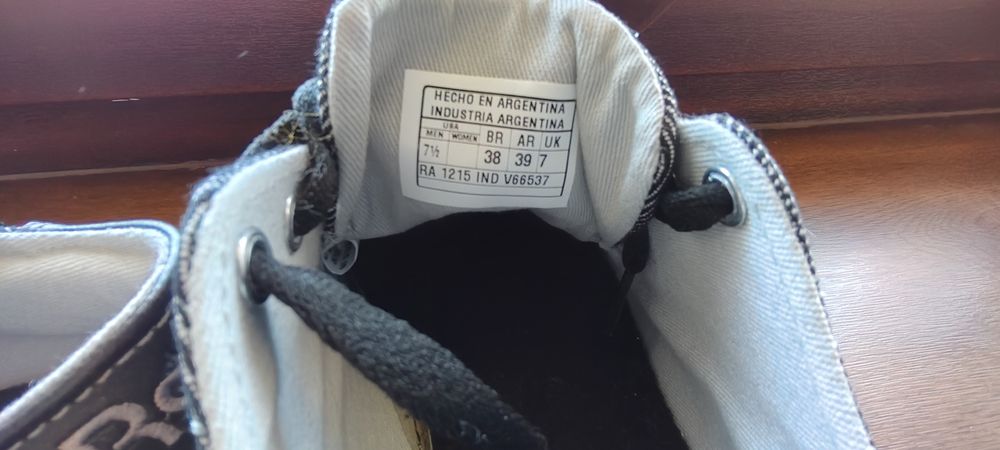 HECHO EN ARGENTINA
INDUSTRIA ARGENTINA
USA
MEN WOMEN BR AR UK
7½ 38 39 7
RA 1215 IND V66537